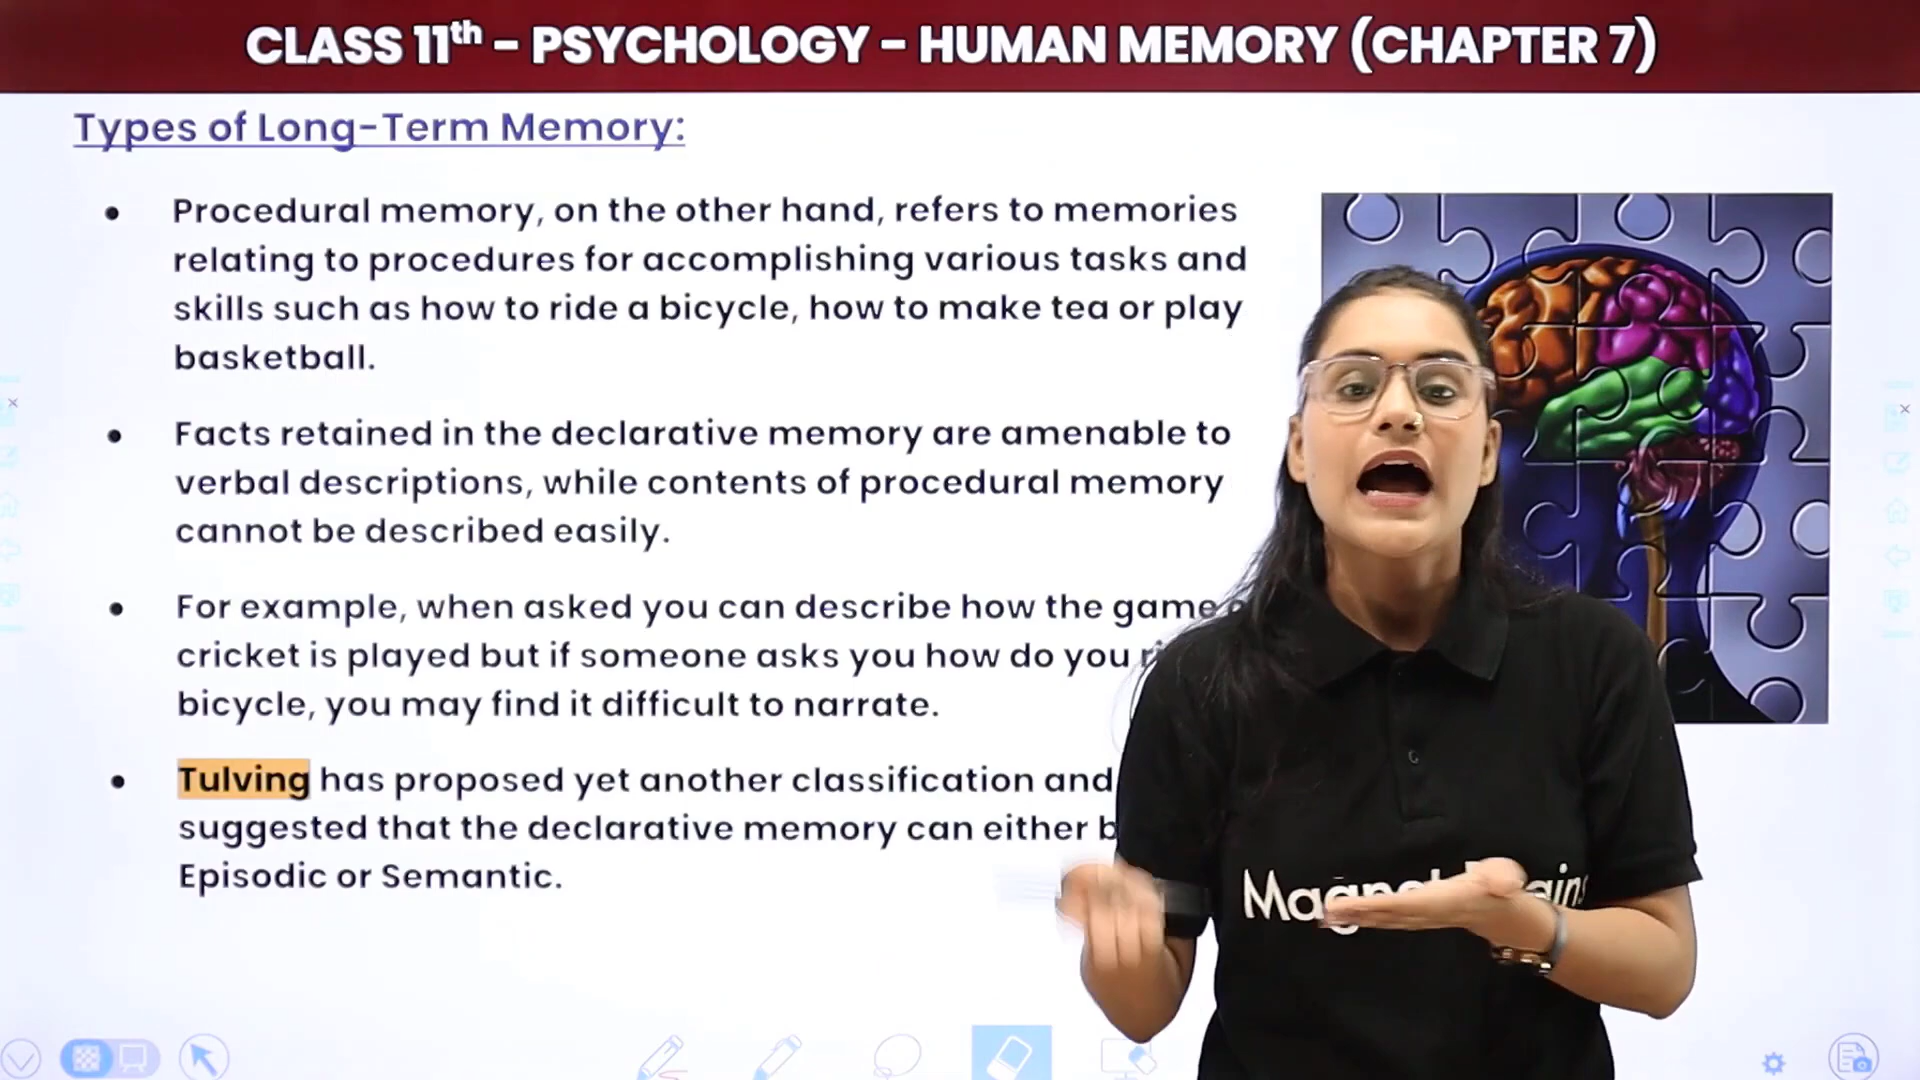 CLASS 11th - PSYCHOLOGY - HUMAN MEMORY (CHAPTER 7)
Types of Long-Term Memory:
• Procedural memory, on the other hand, refers to memories
relating to procedures for accomplishing various tasks and
skills such as how to ride a bicycle, how to make tea or play
basketball.
• Facts retained in the declarative memory are amenable to
verbal descriptions, while contents of procedural memory
cannot be described easily.
• For example, when asked you can describe how the game
cricket is played but if someone asks you how do you
bicycle, you may find it difficult to narrate.
• Tulving has proposed yet another classification and
suggested that the declarative memory can either
Episodic or Semantic.